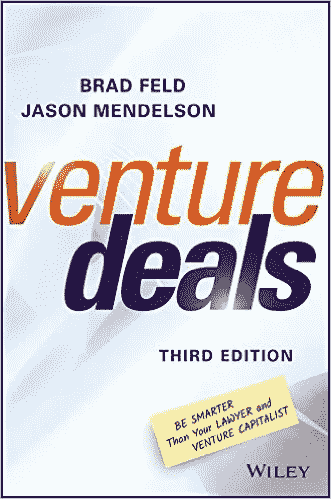 BRAD FELD
JASON MENDELSON
venture
deals
THIRD EDITION
BE SMARTER
Than Your LAWYER and
VENTURE CAPITALIST
WILEY